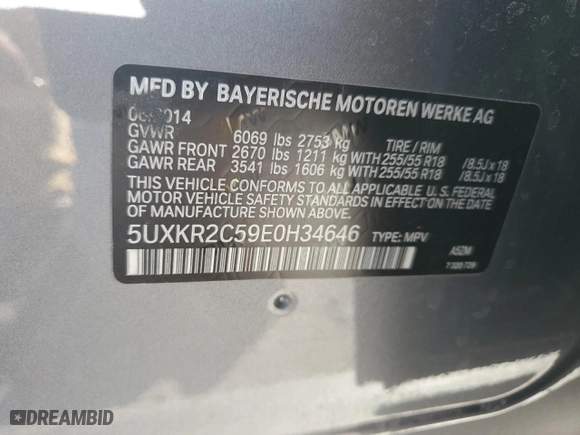 MFD BY BAYERISCHE MOTOREN WERKE AG
GVWR 6069 lbs 2753 kg TIRE / RIM
GAWR FRONT 2670 lbs 1211 kg WITH 255/55 R18 /8.5J x 18
GAWR REAR 3541 lbs 1606 kg WITH 255/55 R18 /8.5J x 18
THIS VEHICLE CONFORMS TO ALL APPLICABLE U. S. FEDERAL
MOTOR VEHICLE SAFETY STANDARDS IN EFFECT ON THE DATE OF
MANUFACTURE SHOWN ABOVE.
5UXKR2C59E0H34646 TYPE: MPV
A52M
DREAMBID